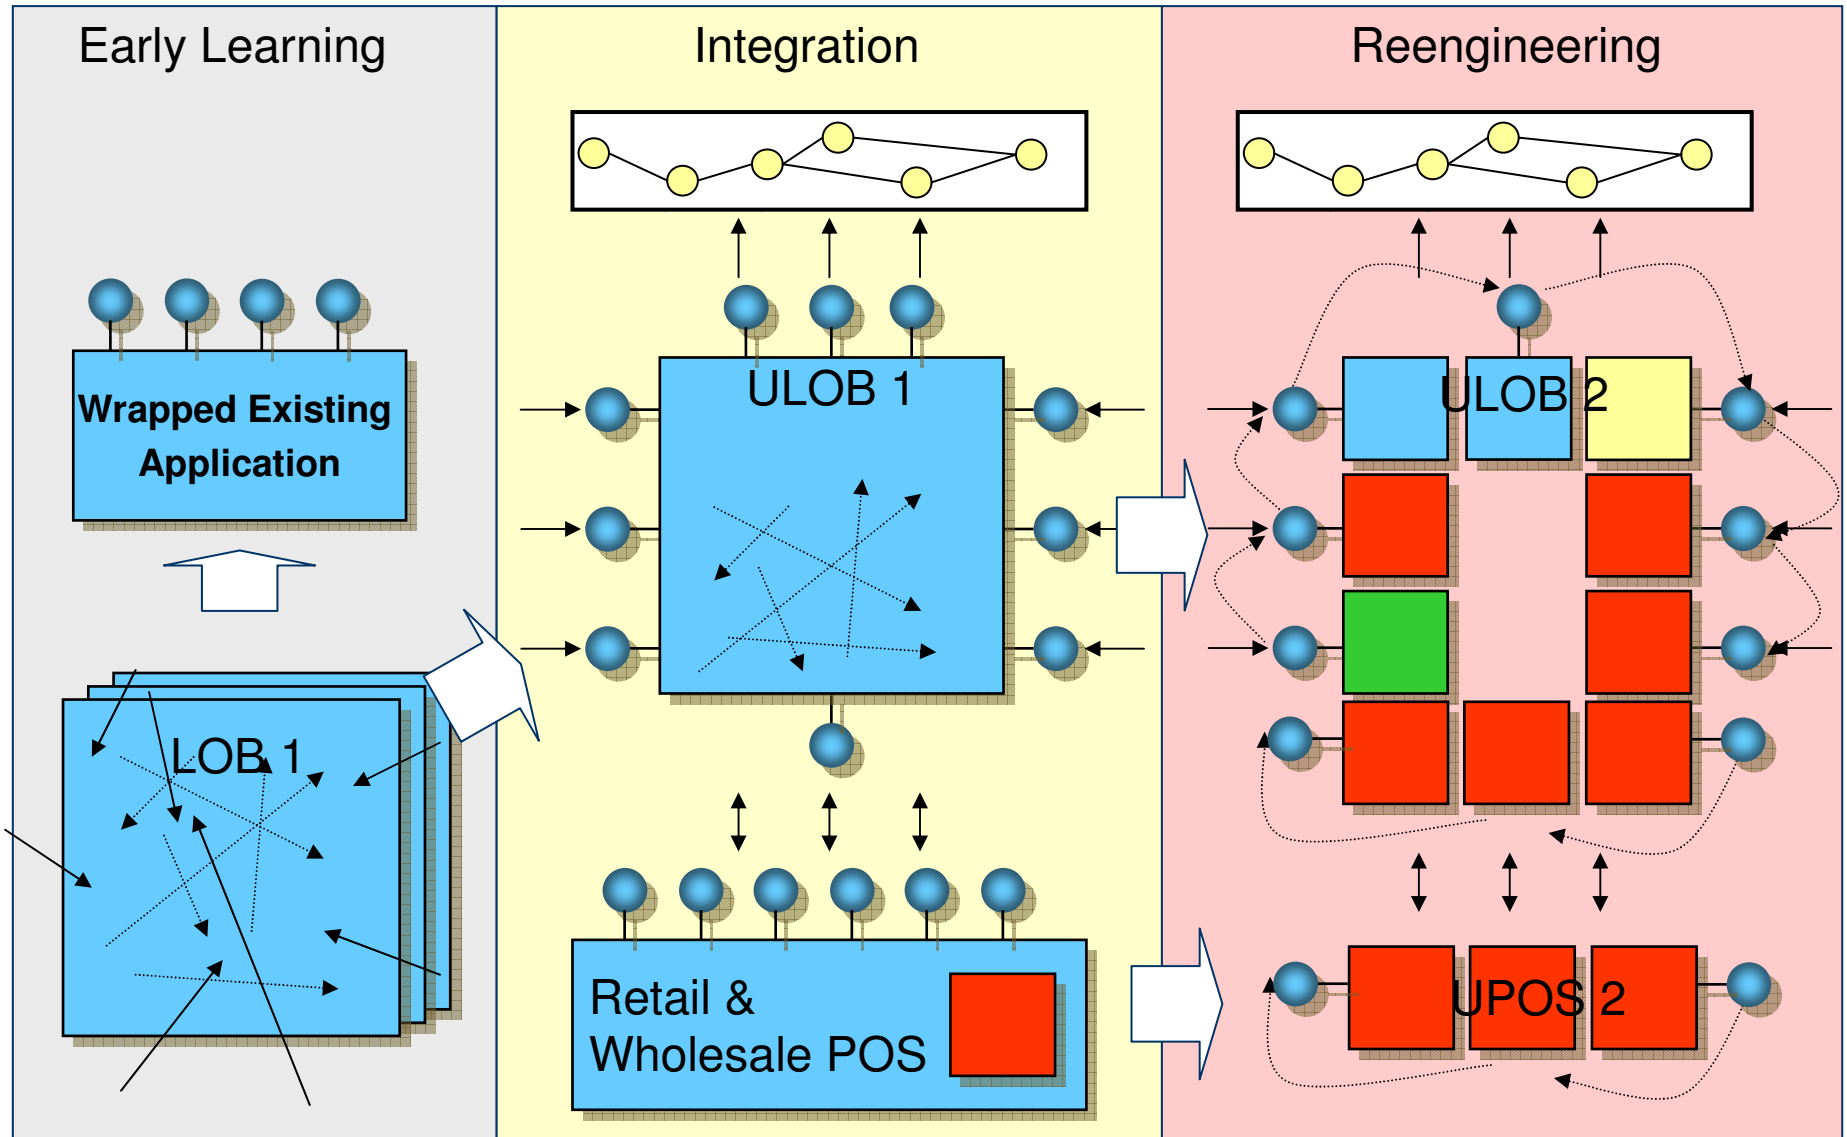 Early Learning
Integration
Reengineering
Wrapped Existing
Application
ULOB 1
ULOB 2
LOB 1
Retail &
Wholesale POS
UPOS 2